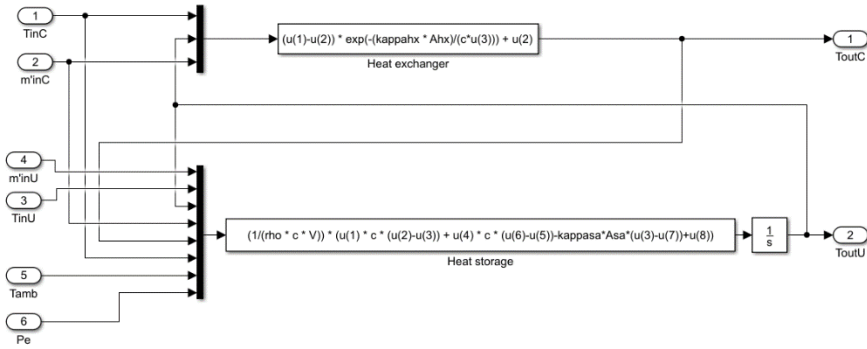 1
TinC
2
m'inC
(u(1)-u(2)) * exp(-(kappahx * Ahx)/(c*u(3))) + u(2)
Heat exchanger
1
ToutC
4
m'inU
3
TinU
(1/(rho * c * V)) * (u(1) * c * (u(2)-u(3)) + u(4) * c * (u(6)-u(5))-kappasa*Asa*(u(3)-u(7))+u(8))
Heat storage
1
s
2
ToutU
5
Tamb
6
Pe